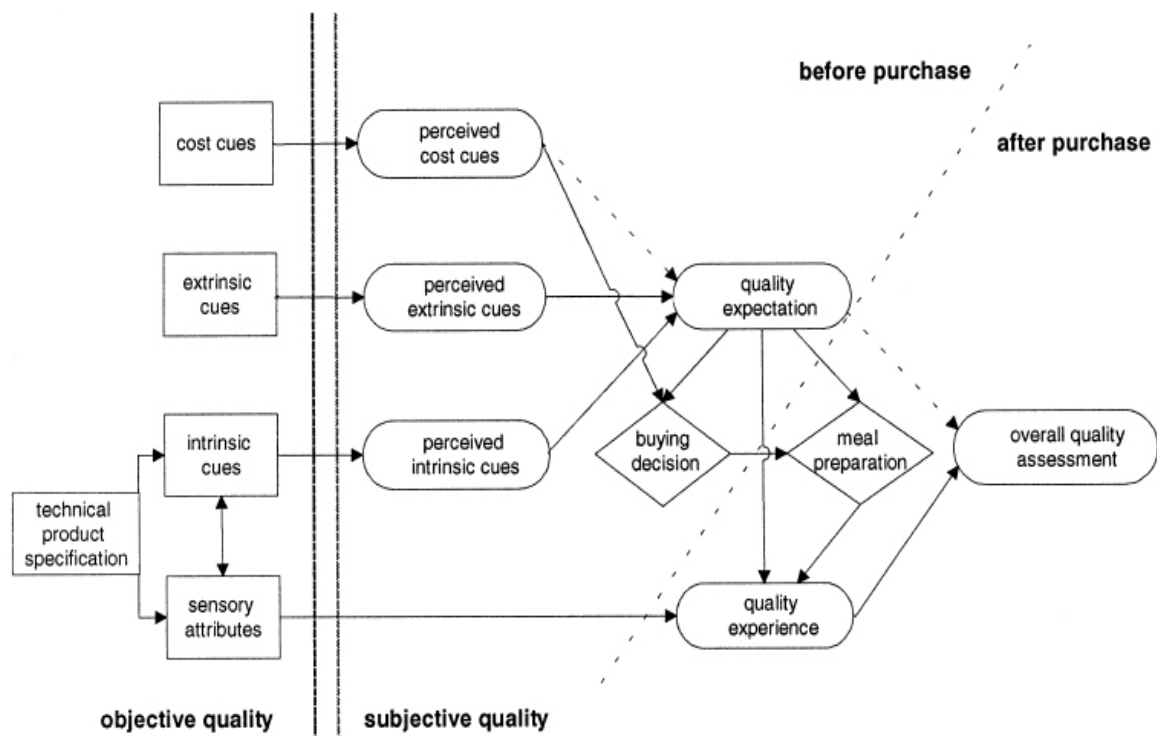 before purchase
after purchase
cost cues
perceived
cost cues
extrinsic
cues
perceived
extrinsic cues
quality
expectation
intrinsic
cues
perceived
intrinsic cues
buying
decision
meal
preparation
overall quality
assessment
technical
product
specification
sensory
attributes
quality
experience
objective quality
subjective quality